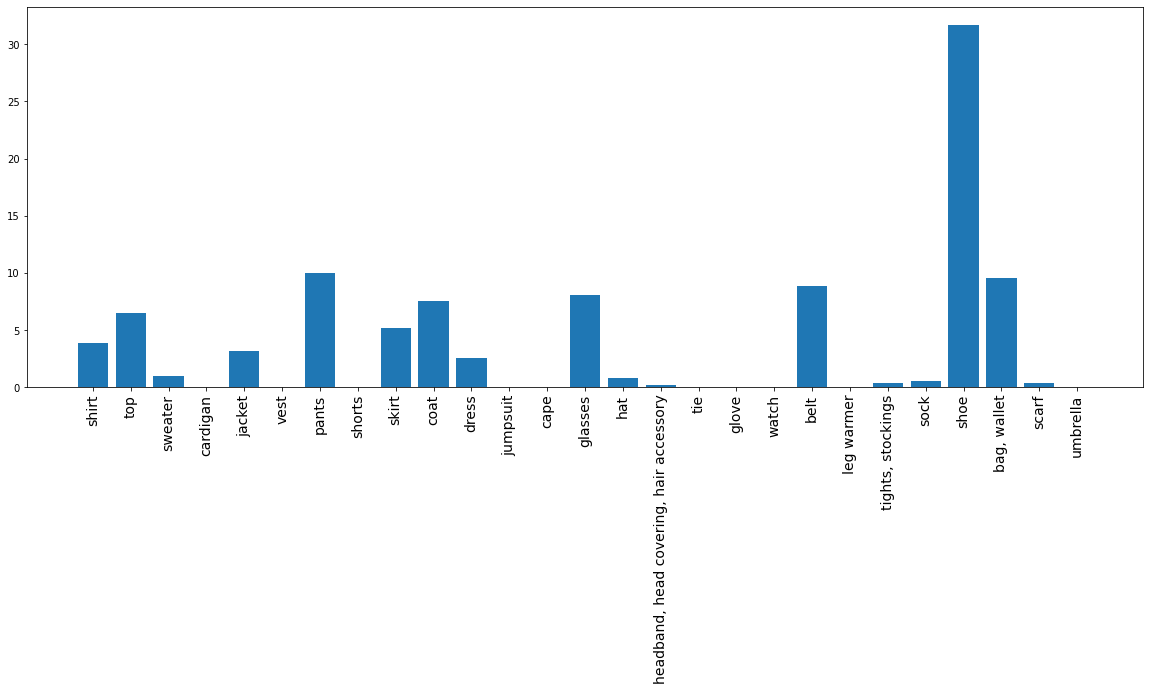 30
25
20
15
10
5
0
shirt
top
sweater
cardigan
jacket
vest
pants
shorts
skirt
coat
dress
jumpsuit
cape
glasses
hat
headband, head covering, hair accessory
tie
glove
watch
belt
leg warmer
tights, stockings
sock
shoe
bag, wallet
scarf
umbrella